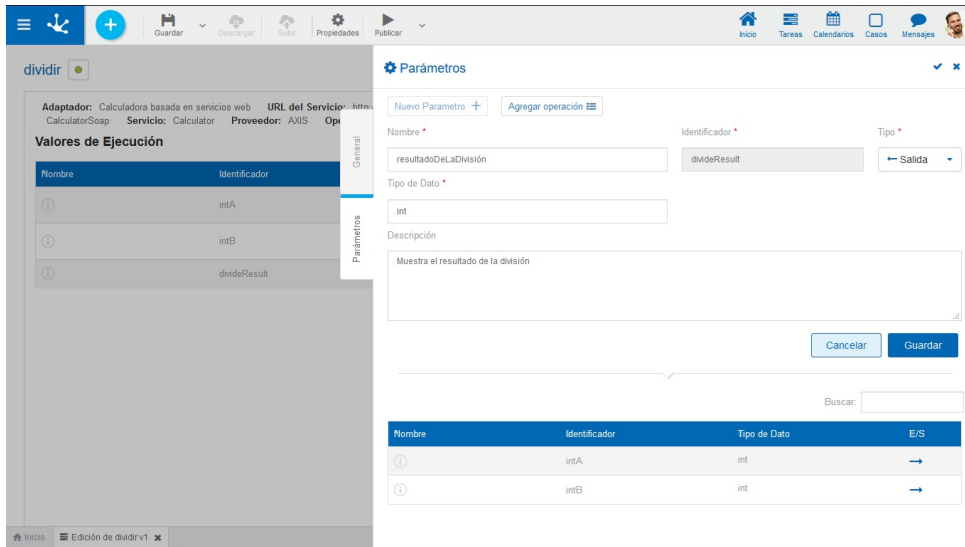 Guardar
Descargar
Subir
Propiedades
Publicar
Inicio
Tareas
Calendarios
Casos
Mensajes
dividir
Adaptador: Calculadora basada en servicios web URL del Servicio: http:
CalculatorSoap Servicio: Calculator Proveedor: AXIS Ope
Valores de Ejecución
Nombre Identificador
intA
intB
divideResult
General
Parámetros
Parámetros
Nuevo Parametro +
Agregar operación
Nombre * Identificador * Tipo *
resultadoDeLaDivisión divideResult Salida
Tipo de Dato *
int
Descripción
Muestra el resultado de la división
Cancelar Guardar
Buscar:
Nombre Identificador Tipo de Dato E/S
intA int
intB int
Inicio Edición de dividir v1